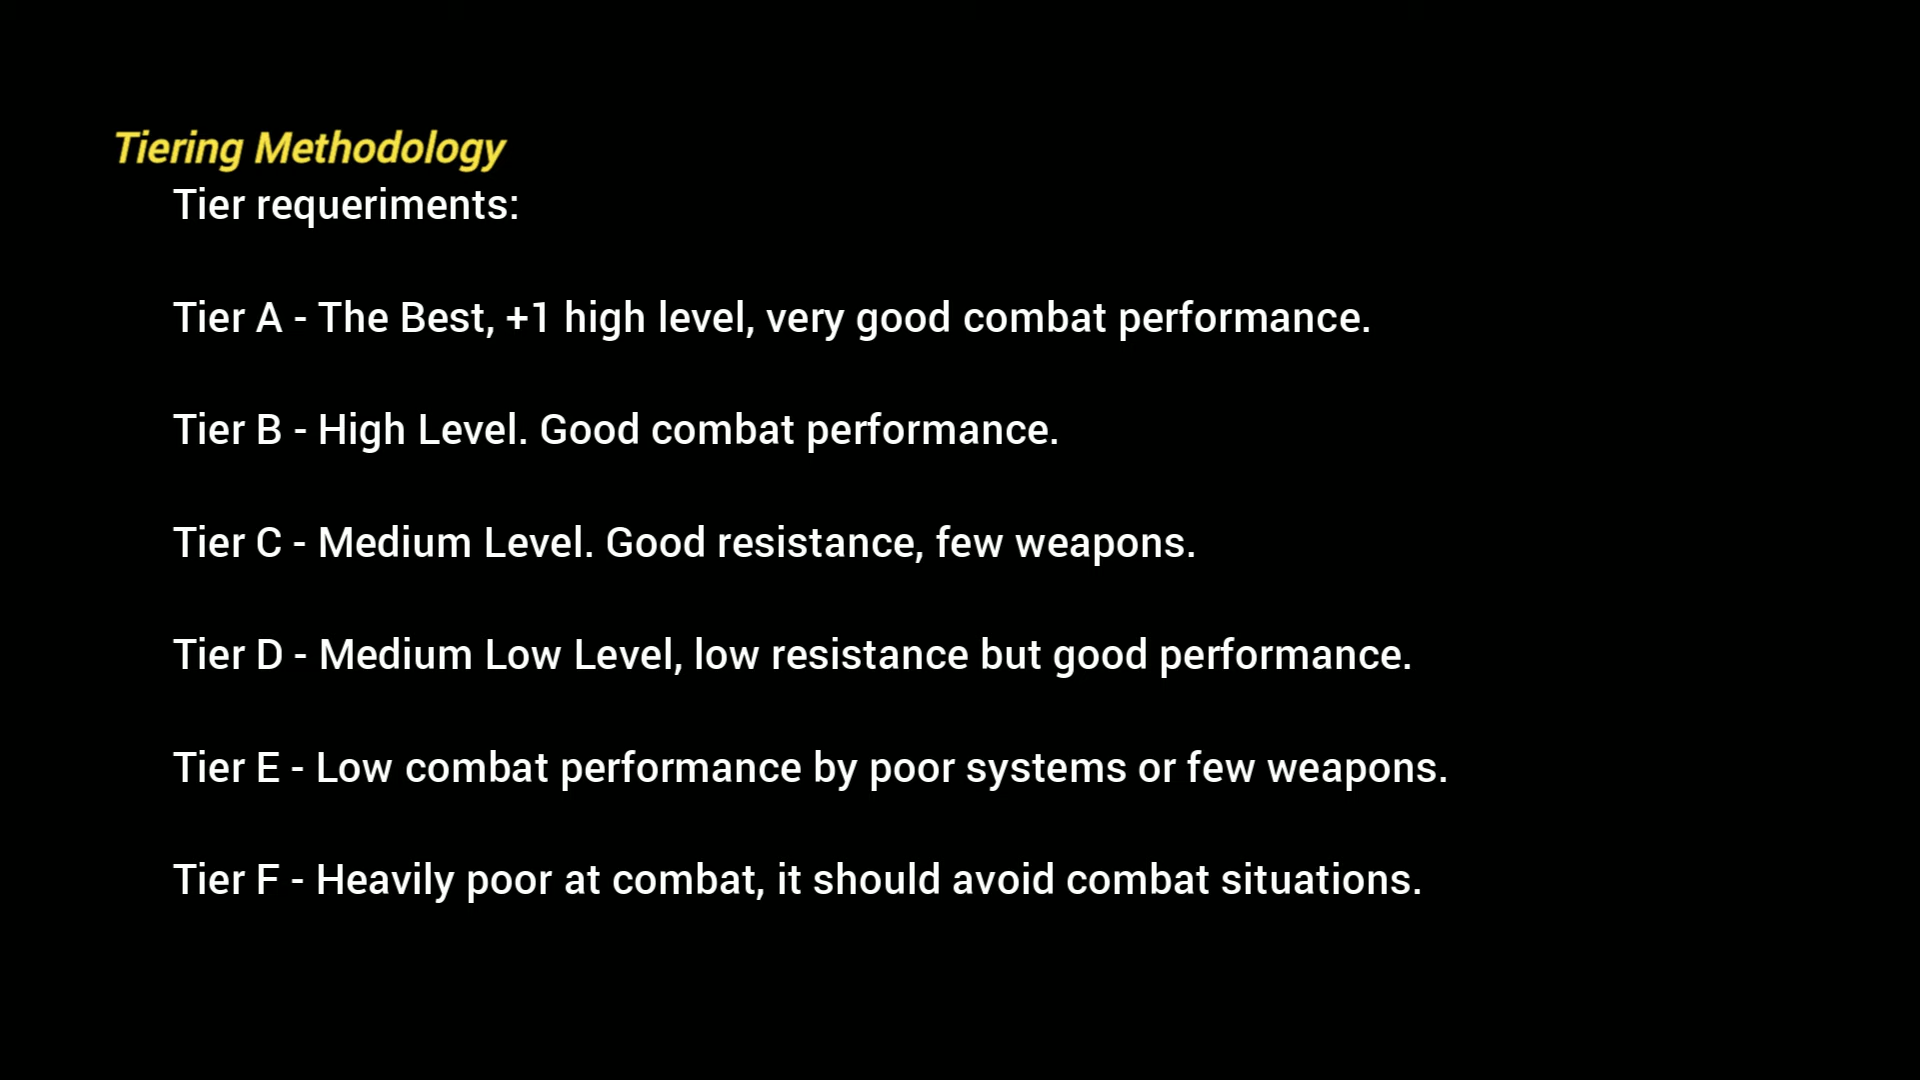 Tiering Methodology
Tier requeriments:
Tier A - The Best, +1 high level, very good combat performance.
Tier B - High Level. Good combat performance.
Tier C - Medium Level. Good resistance, few weapons.
Tier D - Medium Low Level, low resistance but good performance.
Tier E - Low combat performance by poor systems or few weapons.
Tier F - Heavily poor at combat, it should avoid combat situations.